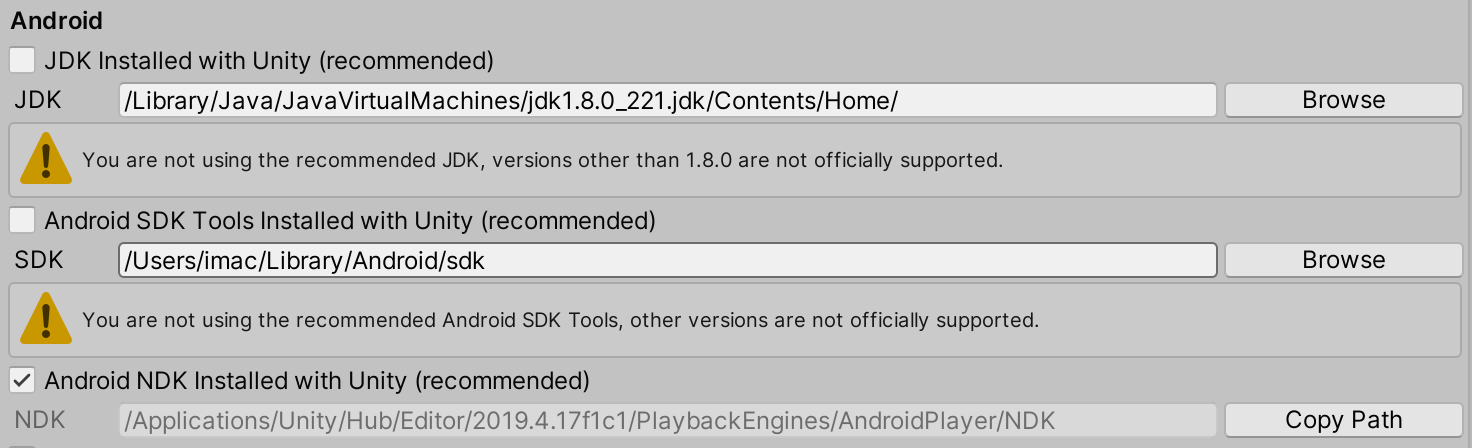 Android
JDK Installed with Unity (recommended)
JDK /Library/Java/JavaVirtualMachines/jdk1.8.0_221.jdk/Contents/Home/ Browse
You are not using the recommended JDK, versions other than 1.8.0 are not officially supported.
Android SDK Tools Installed with Unity (recommended)
SDK /Users/imac/Library/Android/sdk Browse
You are not using the recommended Android SDK Tools, other versions are not officially supported.
Android NDK Installed with Unity (recommended)
NDK /Applications/Unity/Hub/Editor/2019.4.17f1c1/PlaybackEngines/AndroidPlayer/NDK Copy Path